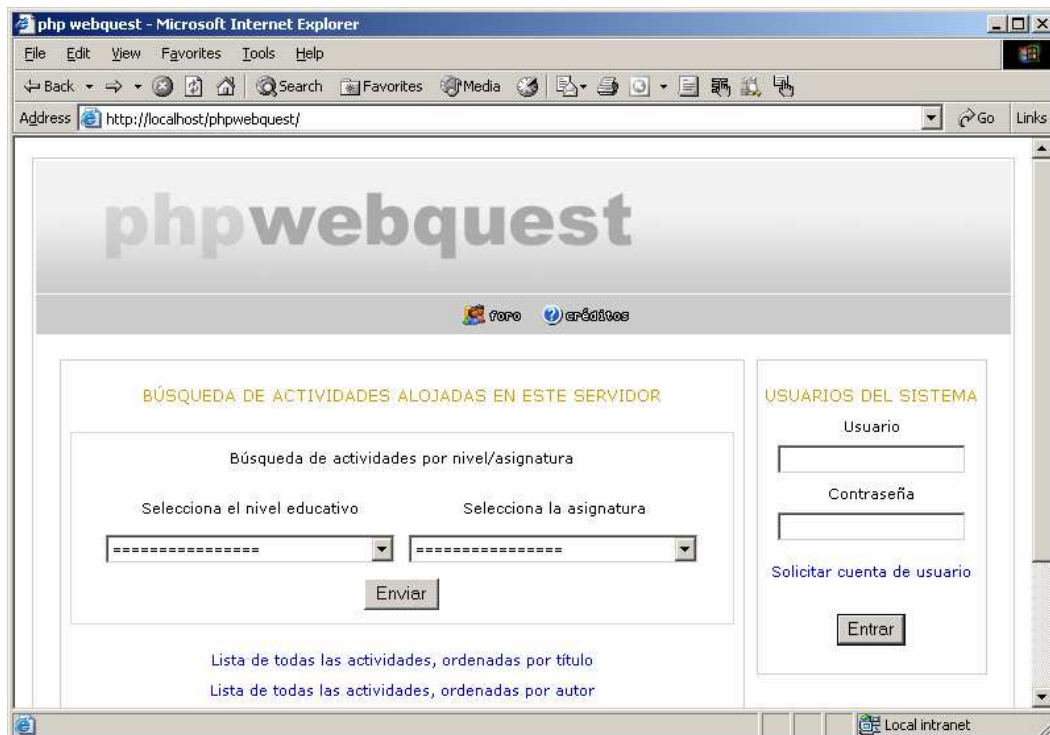 php webquest - Microsoft Internet Explorer
File Edit View Favorites Tools Help
Back Search Favorites Media
Address http://localhost/phpwebquest/ Go Links
phpwebquest
foro créditos
BÚSQUEDA DE ACTIVIDADES ALOJADAS EN ESTE SERVIDOR
Búsqueda de actividades por nivel/asignatura
Selecciona el nivel educativo Selecciona la asignatura
================ ================
Enviar
Lista de todas las actividades, ordenadas por título
Lista de todas las actividades, ordenadas por autor
USUARIOS DEL SISTEMA
Usuario
Contraseña
Solicitar cuenta de usuario
Entrar
Local intranet